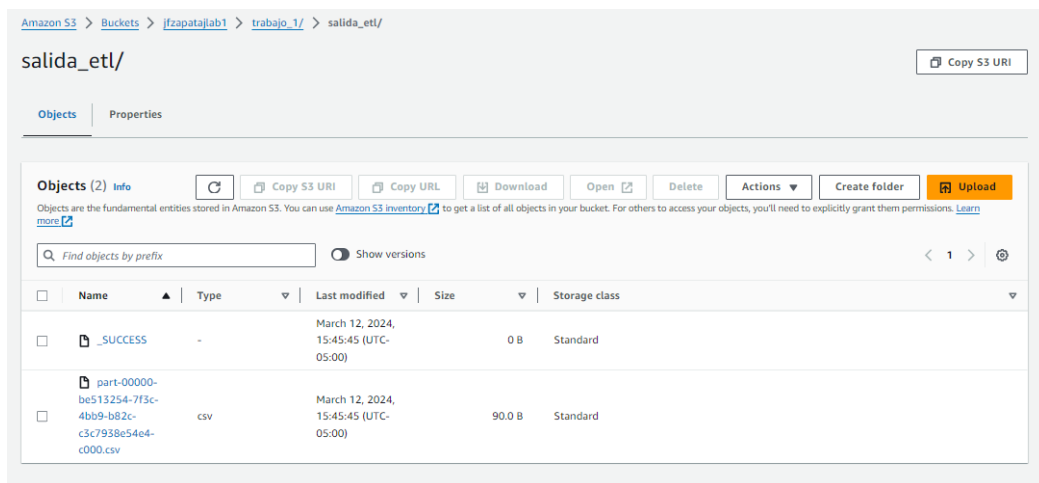 Amazon S3 > Buckets > jfzapatajlab1 > trabajo_1/ > salida_etl/
salida_etl/
Copy S3 URI
Objects Properties
Objects (2) Info Copy S3 URI Copy URL Download Open Delete Actions Create folder Upload
Objects are the fundamental entities stored in Amazon S3. You can use Amazon S3 inventory to get a list of all objects in your bucket. For others to access your objects, you'll need to explicitly grant them permissions. Learn
more
Find objects by prefix Show versions < 1 >
Name Type Last modified Size Storage class
March 12, 2024,
_SUCCESS - 15:45:45 (UTC- 0 B Standard
05:00)
part-00000-
be513254-7f3c- March 12, 2024,
4bb9-b82c- csv 15:45:45 (UTC- 90.0 B Standard
c3c7938e54e4- 05:00)
c000.csv